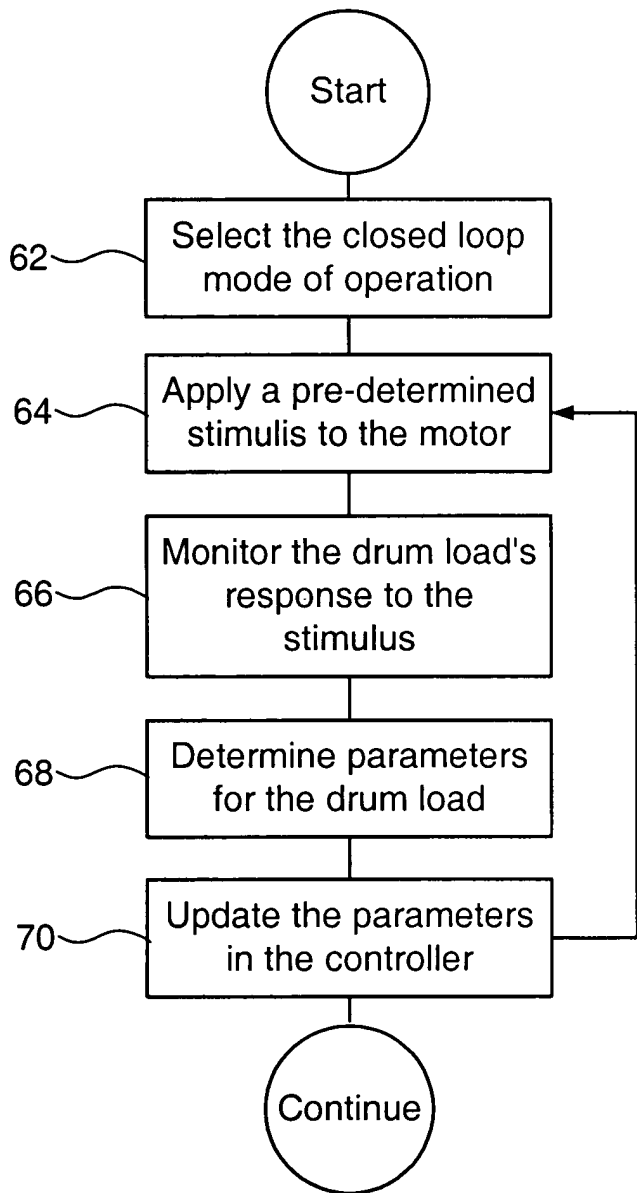 Start
62
Select the closed loop
mode of operation
64
Apply a pre-determined
stimulis to the motor
66
Monitor the drum load's
response to the
stimulus
68
Determine parameters
for the drum load
70
Update the parameters
in the controller
Continue